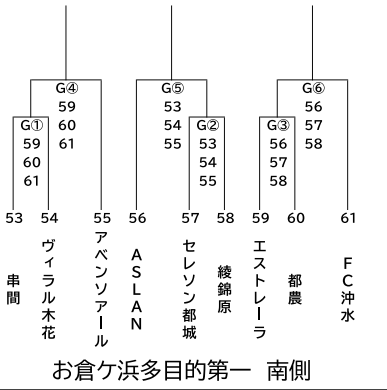 G④ G⑤ G⑥
59 53 56
60 54 57
61 55 58
G① G② G③
59 53 56
60 54 57
61 55 58
53 54 55 56 57 58 59 60 61
串間
ヴィラル木花
アベンソアール
ASLAN
セレソン都城
綾錦原
エストレーラ
都農
FC沖水
お倉ケ浜多目的第一 南側